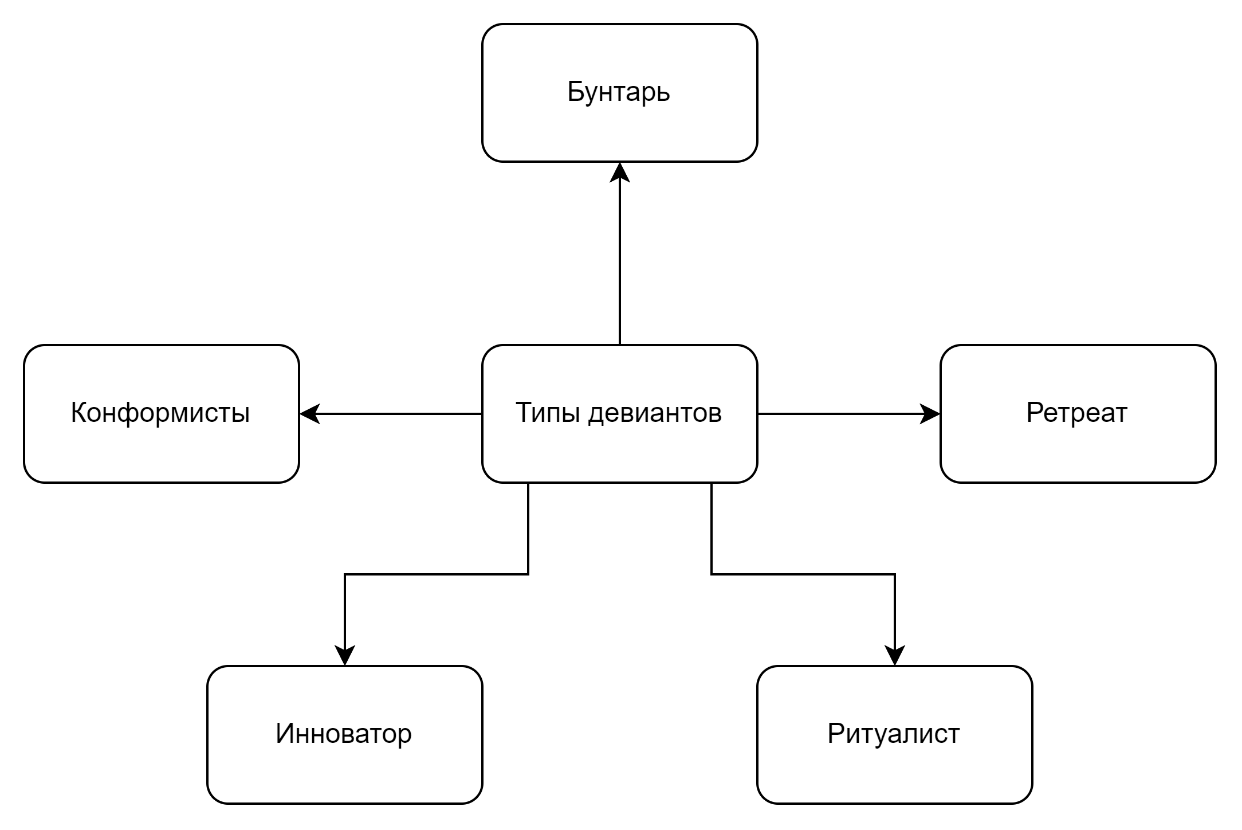 Бунтарь
Конформисты
Типы девиантов
Ретреат
Инноватор
Ритуалист